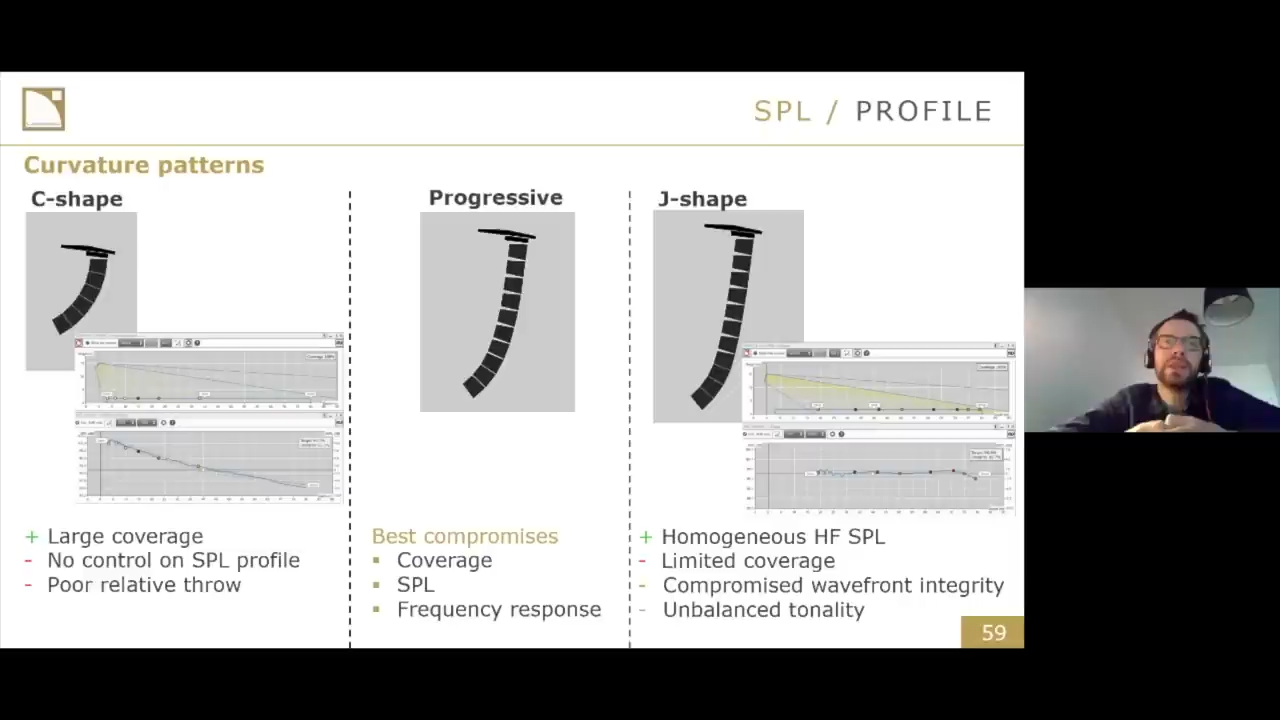 SPL / PROFILE
Curvature patterns
C-shape
Progressive
J-shape
+ Large coverage
- No control on SPL profile
- Poor relative throw
Best compromises
▪ Coverage
▪ SPL
▪ Frequency response
+ Homogeneous HF SPL
- Limited coverage
- Compromised wavefront integrity
- Unbalanced tonality
59